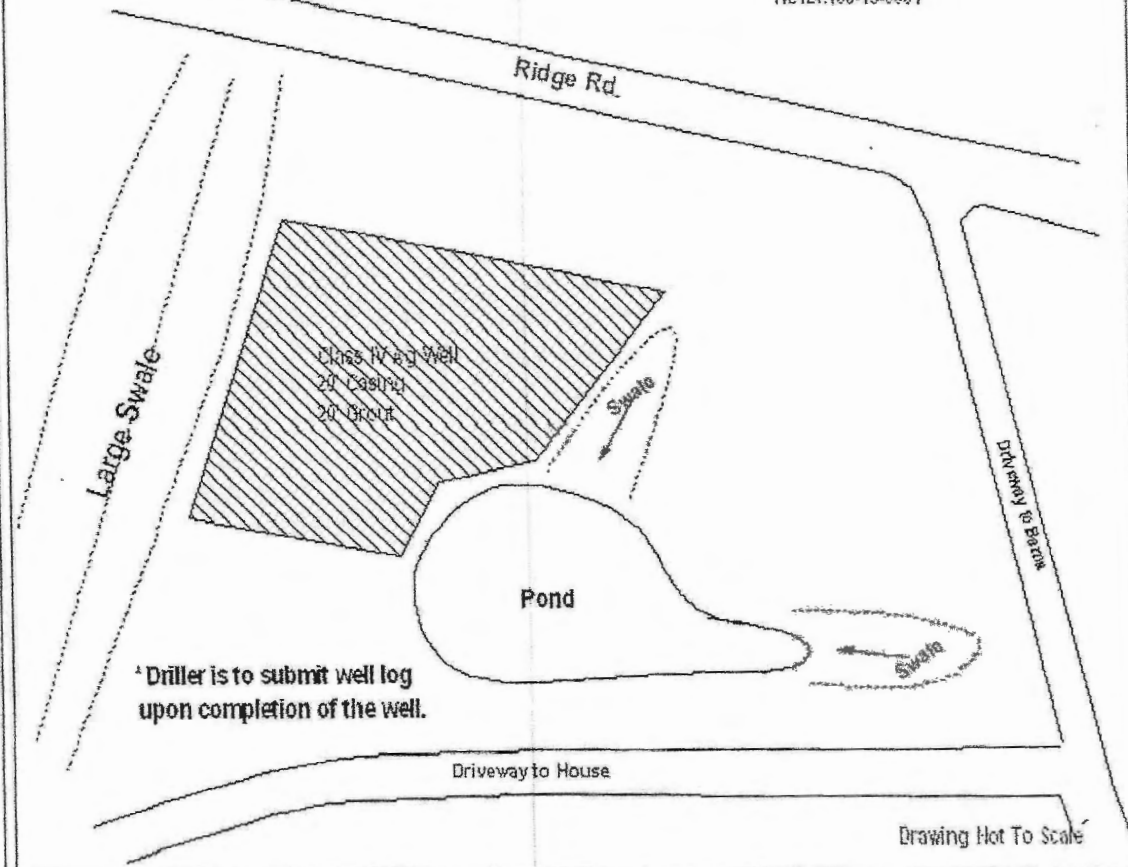 Ridge Rd.
Class IV Ag Well
20' Casing
20' Grout
Large Swale
Swale
Driveway to
Pond
Swale
* Driller is to submit well log
upon completion of the well.
Driveway to House
Drawing Not To Scale